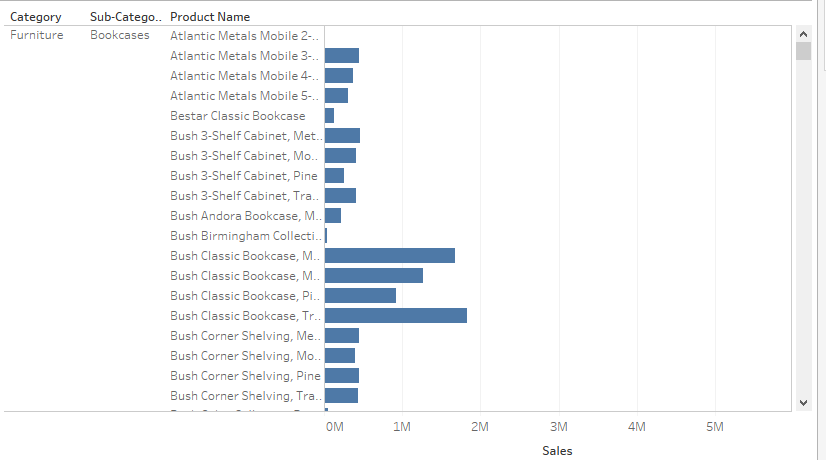 Category Sub-Catego.. Product Name
Furniture Bookcases Atlantic Metals Mobile 2-..
Atlantic Metals Mobile 3-..
Atlantic Metals Mobile 4-..
Atlantic Metals Mobile 5-..
Bestar Classic Bookcase
Bush 3-Shelf Cabinet, Met..
Bush 3-Shelf Cabinet, Mo..
Bush 3-Shelf Cabinet, Pine
Bush 3-Shelf Cabinet, Tra..
Bush Andora Bookcase, M..
Bush Birmingham Collecti..
Bush Classic Bookcase, M..
Bush Classic Bookcase, M..
Bush Classic Bookcase, Pi..
Bush Classic Bookcase, Tr..
Bush Corner Shelving, Me..
Bush Corner Shelving, Mo..
Bush Corner Shelving, Pine
Bush Corner Shelving, Tra..
0M 1M 2M 3M 4M 5M
Sales